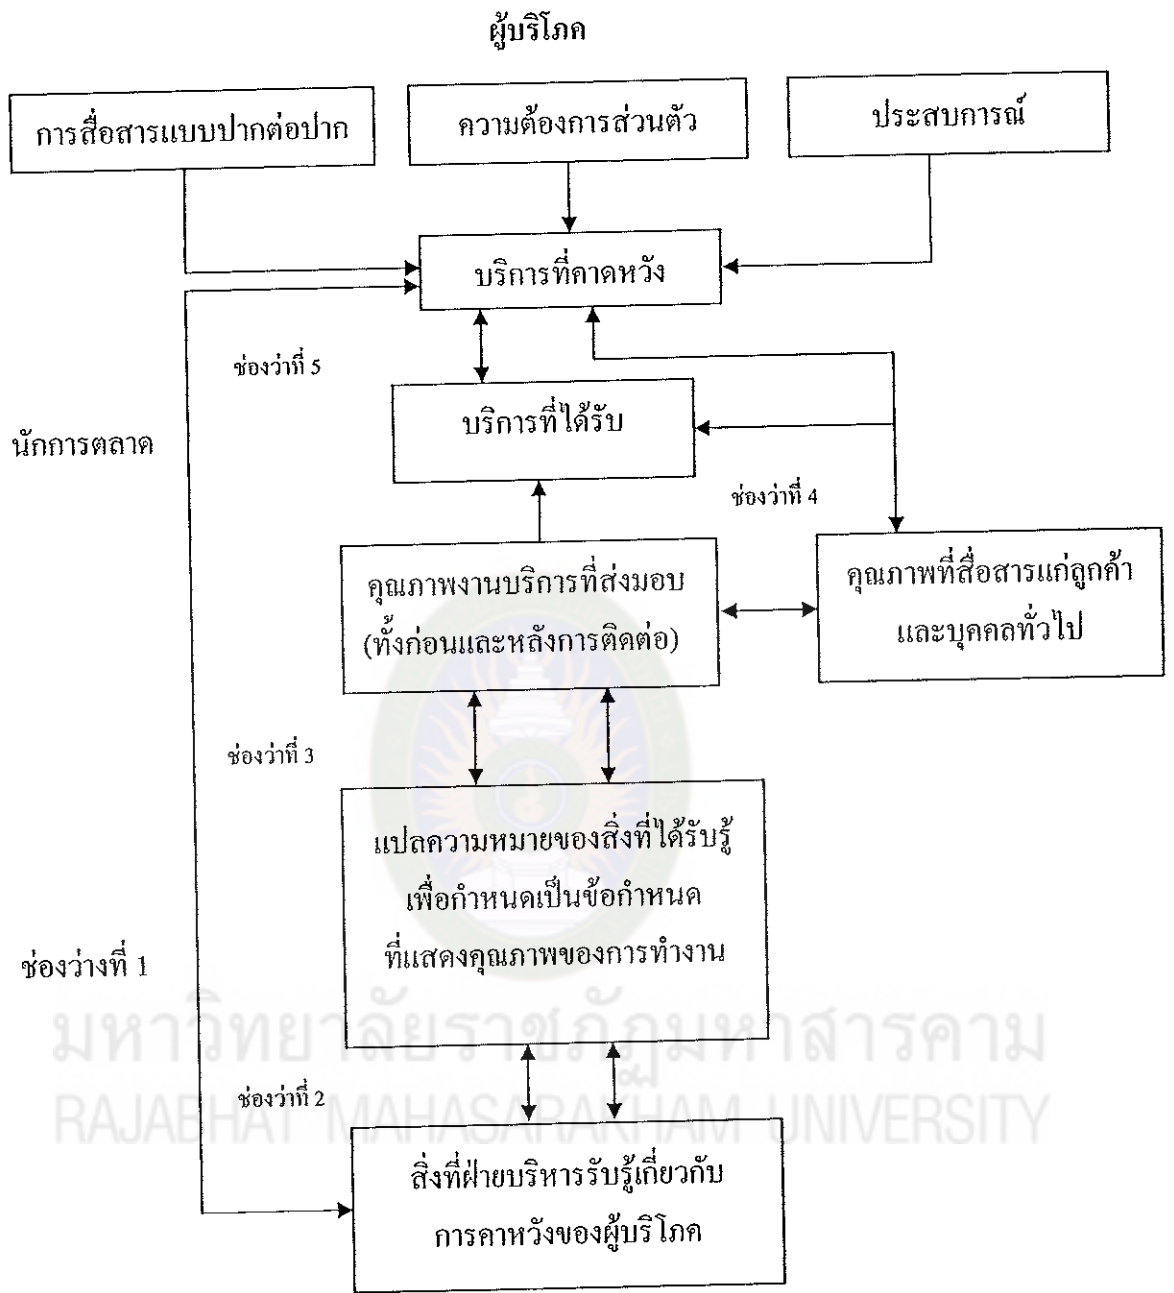 ผู้บริโภค
การสื่อสารแบบปากต่อปาก
ความต้องการส่วนตัว
ประสบการณ์
บริการที่คาดหวัง
ช่องว่าที่ 5
บริการที่ได้รับ
นักการตลาด
ช่องว่าที่ 4
คุณภาพงานบริการที่ส่งมอบ
(ทั้งก่อนและหลังการติดต่อ)
คุณภาพที่สื่อสารแก่ลูกค้า
และบุคคลทั่วไป
ช่องว่าที่ 3
แปลความหมายของสิ่งที่ได้รับรู้
เพื่อกำหนดเป็นข้อกำหนด
ที่แสดงคุณภาพของการทำงาน
ช่องว่างที่ 1
มหาวิทยาลัยราชภัฏมหาสารคาม
ช่องว่าที่ 2
RAJABHAT MAHASARAKHAM UNIVERSITY
สิ่งที่ฝ่ายบริหารรับรู้เกี่ยวกับ
การคาหวังของผู้บริโภค